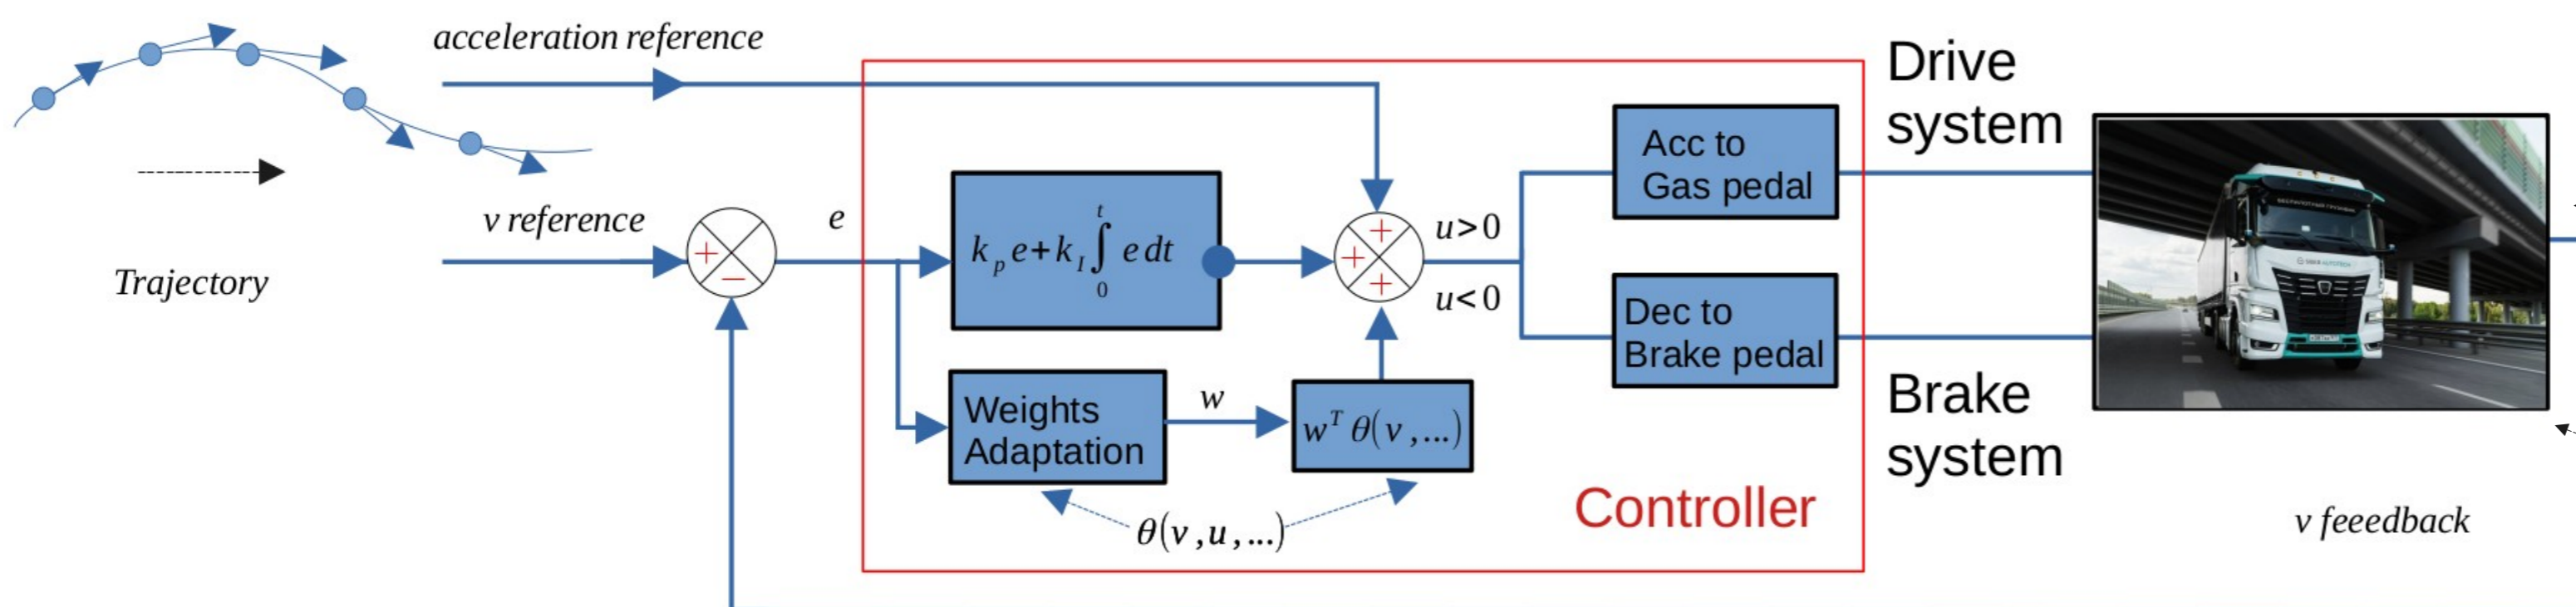 acceleration reference
Drive
system
Acc to
Gas pedal
v reference
e
k_p e+k_I ∫_0^t e dt
+
−
+
+
+
u>0
u<0
Trajectory
Dec to
Brake pedal
Weights
Adaptation
w
w^T θ(v,...)
Brake
system
Controller
θ(v,u,...)
v feeedback